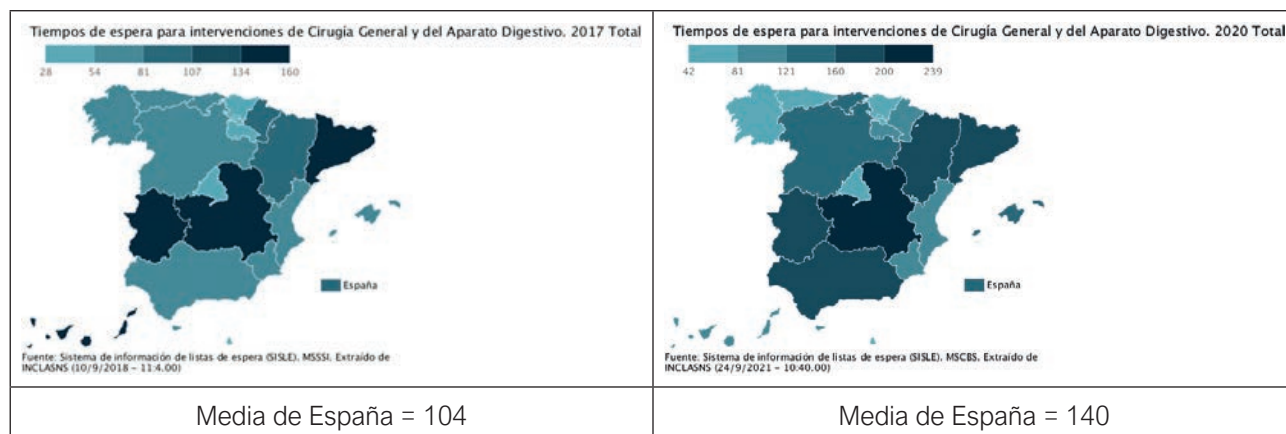 Tiempos de espera para intervenciones de Cirugía General y del Aparato Digestivo. 2017 Total
28 54 81 107 134 160
España
Fuente: Sistema de información de listas de espera (SISLE). MSSSI. Extraído de
INCLASNS (10/9/2018 - 11:4.00)
Media de España = 104
Tiempos de espera para intervenciones de Cirugía General y del Aparato Digestivo. 2020 Total
42 81 121 160 200 239
España
Fuente: Sistema de información de listas de espera (SISLE). MSCBS. Extraído de
INCLASNS (24/9/2021 - 10:40.00)
Media de España = 140